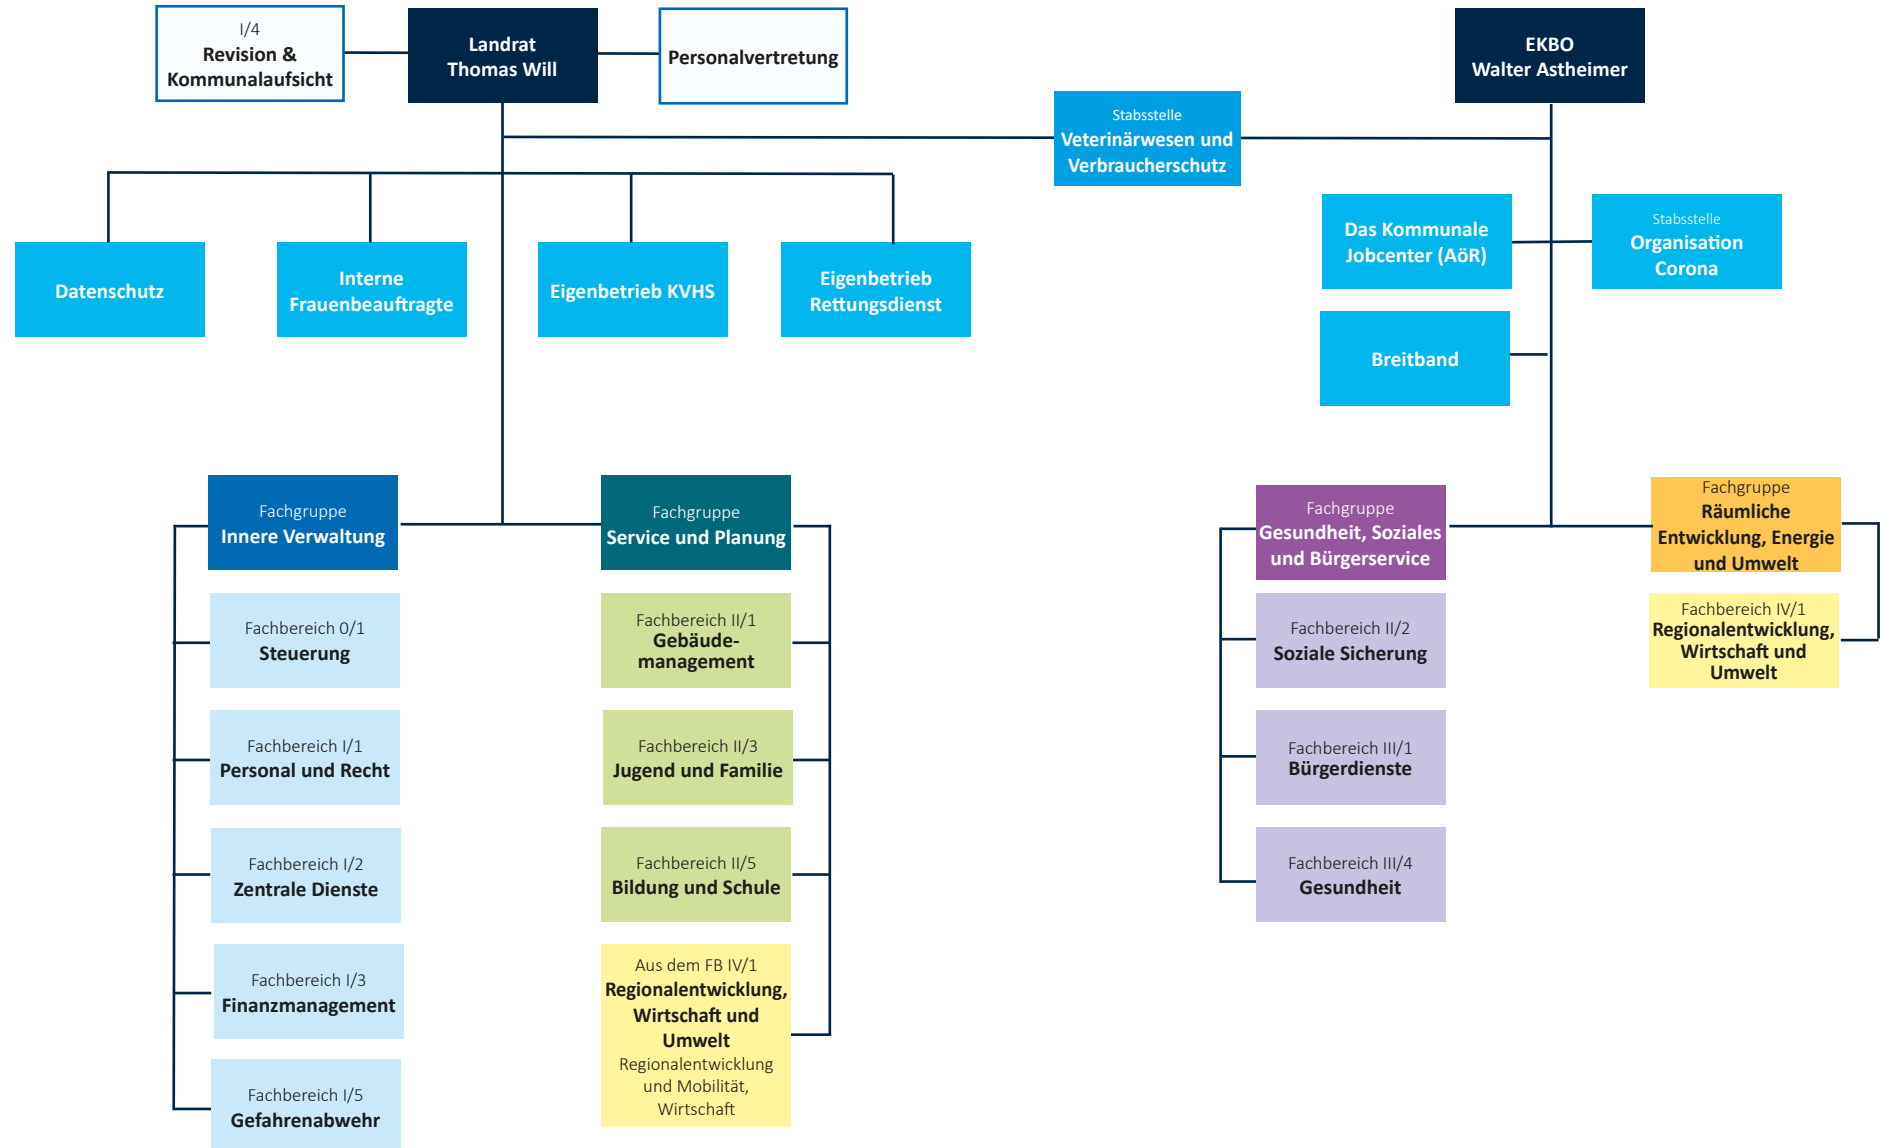 I/4
Revision &
Kommunalaufsicht
Landrat
Thomas Will
Personalvertretung
EKBO
Walter Astheimer
Stabsstelle
Veterinärwesen und
Verbraucherschutz
Das Kommunale
Jobcenter (AöR)
Stabsstelle
Organisation
Corona
Datenschutz
Interne
Frauenbeauftragte
Eigenbetrieb KVHS
Eigenbetrieb
Rettungsdienst
Breitband
Fachgruppe
Innere Verwaltung
Fachgruppe
Service und Planung
Fachgruppe
Gesundheit, Soziales
und Bürgerservice
Fachgruppe
Räumliche
Entwicklung, Energie
und Umwelt
Fachbereich 0/1
Steuerung
Fachbereich II/1
Gebäude-
management
Fachbereich II/2
Soziale Sicherung
Fachbereich IV/1
Regionalentwicklung,
Wirtschaft und
Umwelt
Fachbereich I/1
Personal und Recht
Fachbereich II/3
Jugend und Familie
Fachbereich III/1
Bürgerdienste
Fachbereich I/2
Zentrale Dienste
Fachbereich II/5
Bildung und Schule
Fachbereich III/4
Gesundheit
Fachbereich I/3
Finanzmanagement
Aus dem FB IV/1
Regionalentwicklung,
Wirtschaft und
Umwelt
Regionalentwicklung
und Mobilität,
Wirtschaft
Fachbereich I/5
Gefahrenabwehr